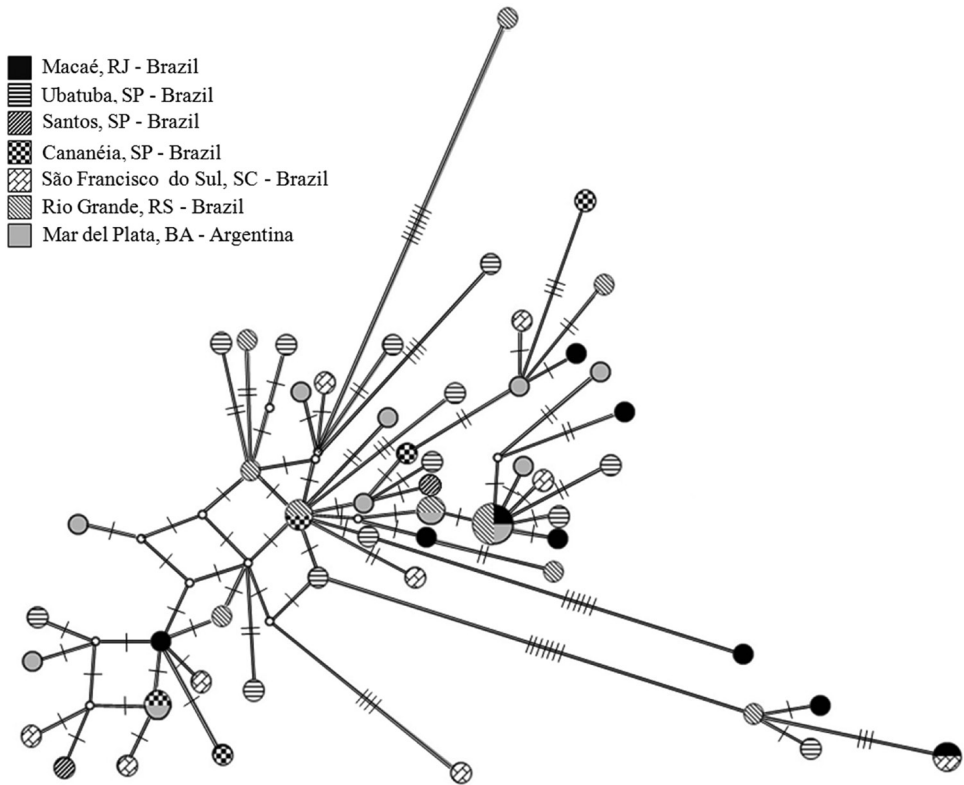 Macaé, RJ - Brazil
Ubatuba, SP - Brazil
Santos, SP - Brazil
Cananéia, SP - Brazil
São Francisco do Sul, SC - Brazil
Rio Grande, RS - Brazil
Mar del Plata, BA - Argentina